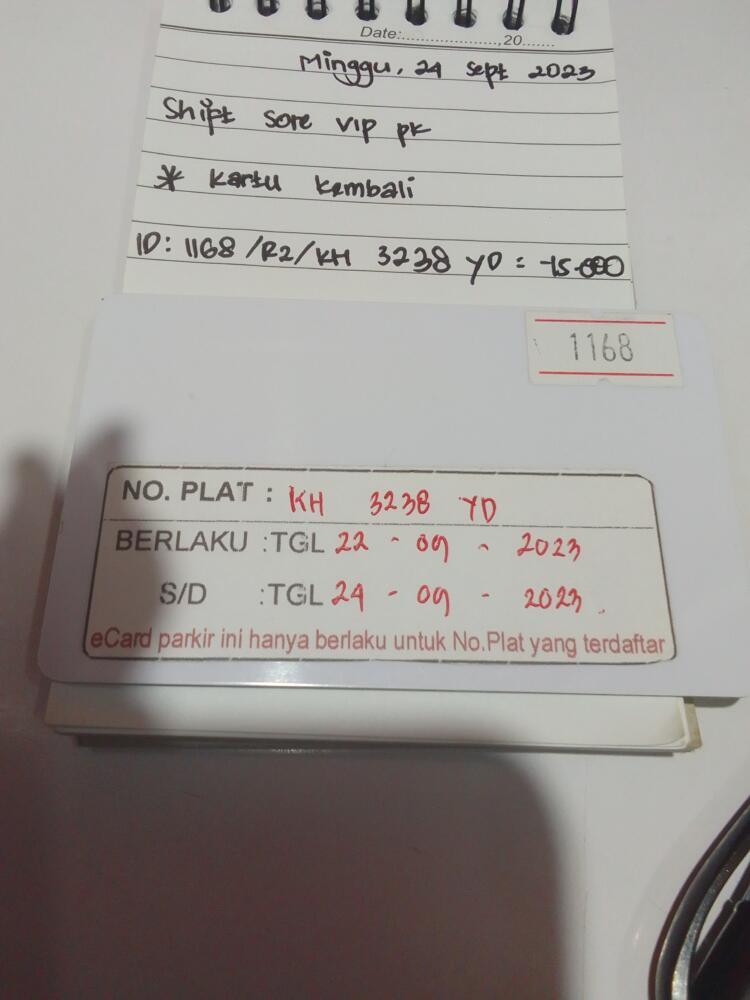 Date:....................,20.......
Minggu, 24 Sept 2023
Shift sore VIP PK
* Kartu Kembali
ID: 1168 /R2/KH 3238 YD = -15.000
1168
NO. PLAT : KH 3238 YD
BERLAKU :TGL 22 - 09 - 2023
S/D :TGL 24 - 09 - 2023
eCard parkir ini hanya berlaku untuk No.Plat yang terdaftar